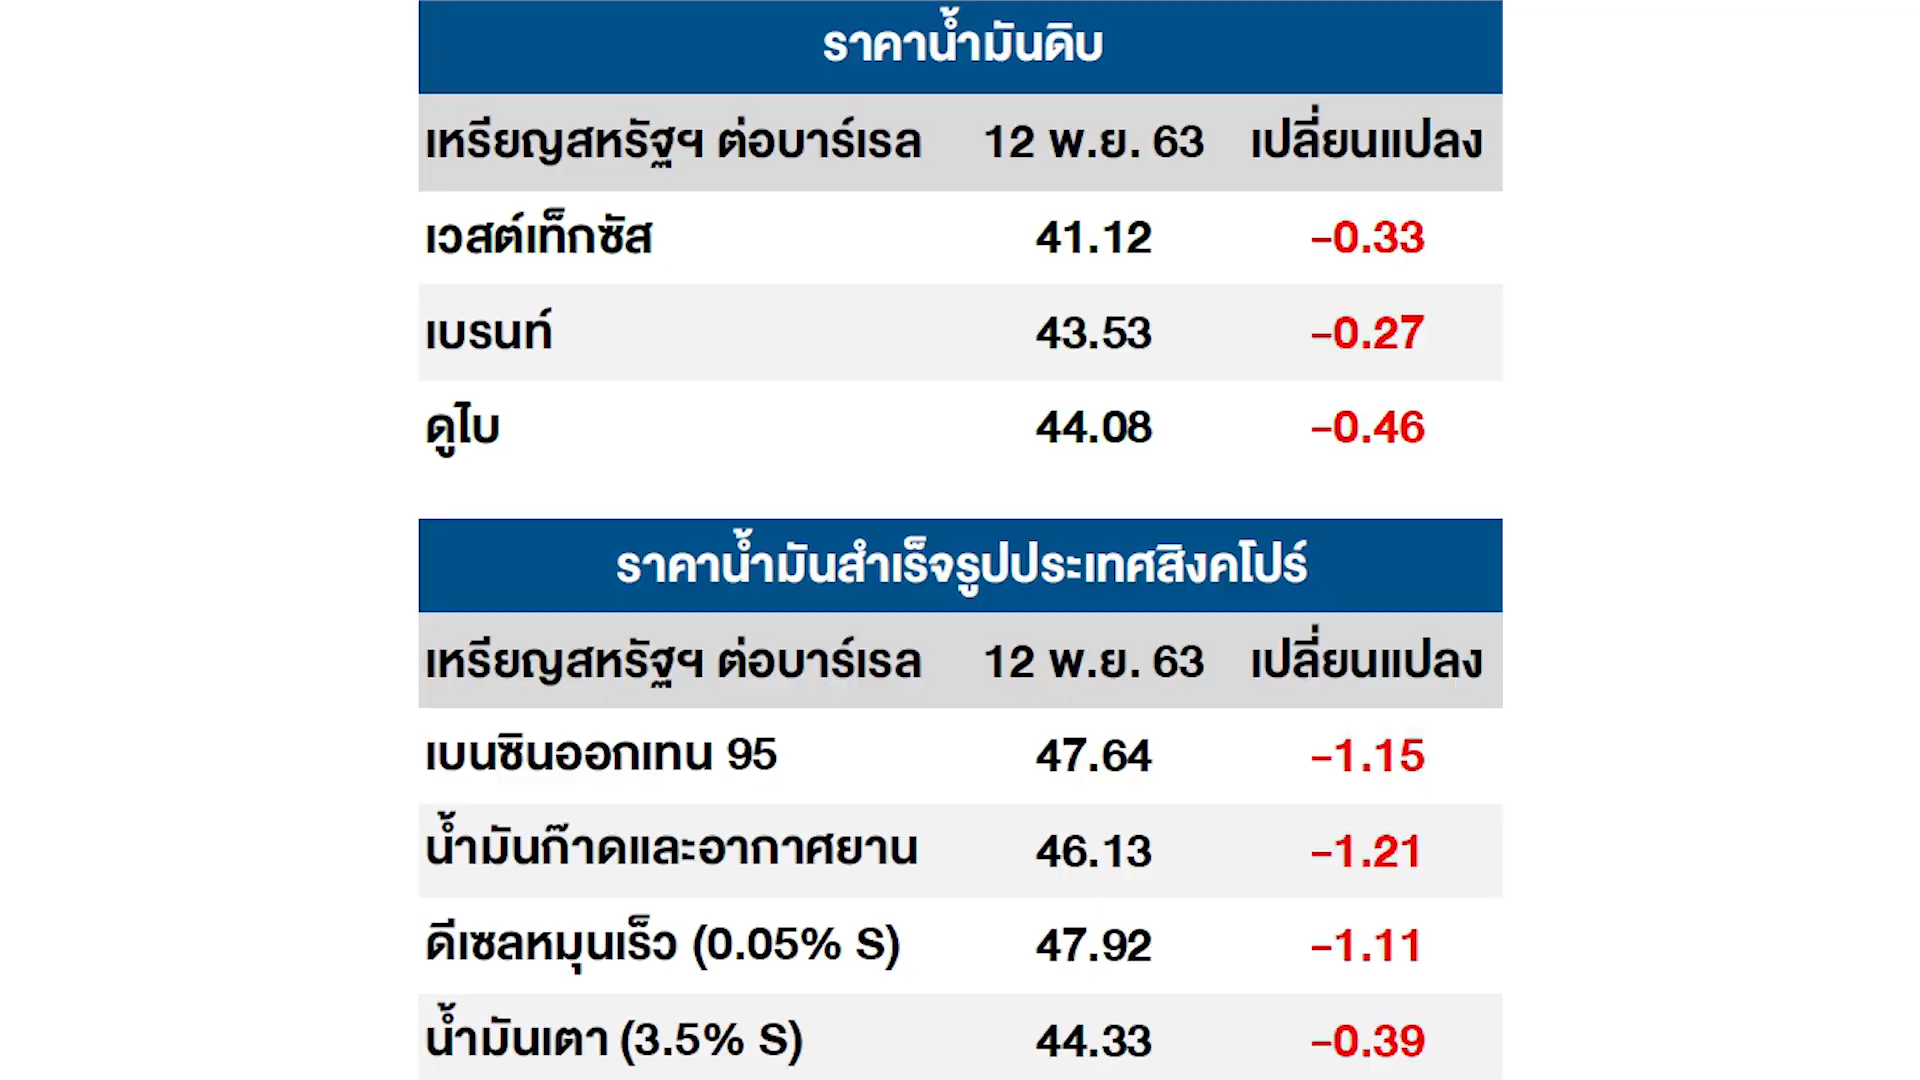 ราคาน้ำมันดิบ
เหรียญสหรัฐฯ ต่อบาร์เรล 12 พ.ย. 63 เปลี่ยนแปลง
เวสต์เท็กซัส 41.12 -0.33
เบรนท์ 43.53 -0.27
ดูไบ 44.08 -0.46
ราคาน้ำมันสำเร็จรูปประเทศสิงคโปร์
เหรียญสหรัฐฯ ต่อบาร์เรล 12 พ.ย. 63 เปลี่ยนแปลง
เบนซินออกเทน 95 47.64 -1.15
น้ำมันก๊าดและอากาศยาน 46.13 -1.21
ดีเซลหมุนเร็ว (0.05% S) 47.92 -1.11
น้ำมันเตา (3.5% S) 44.33 -0.39